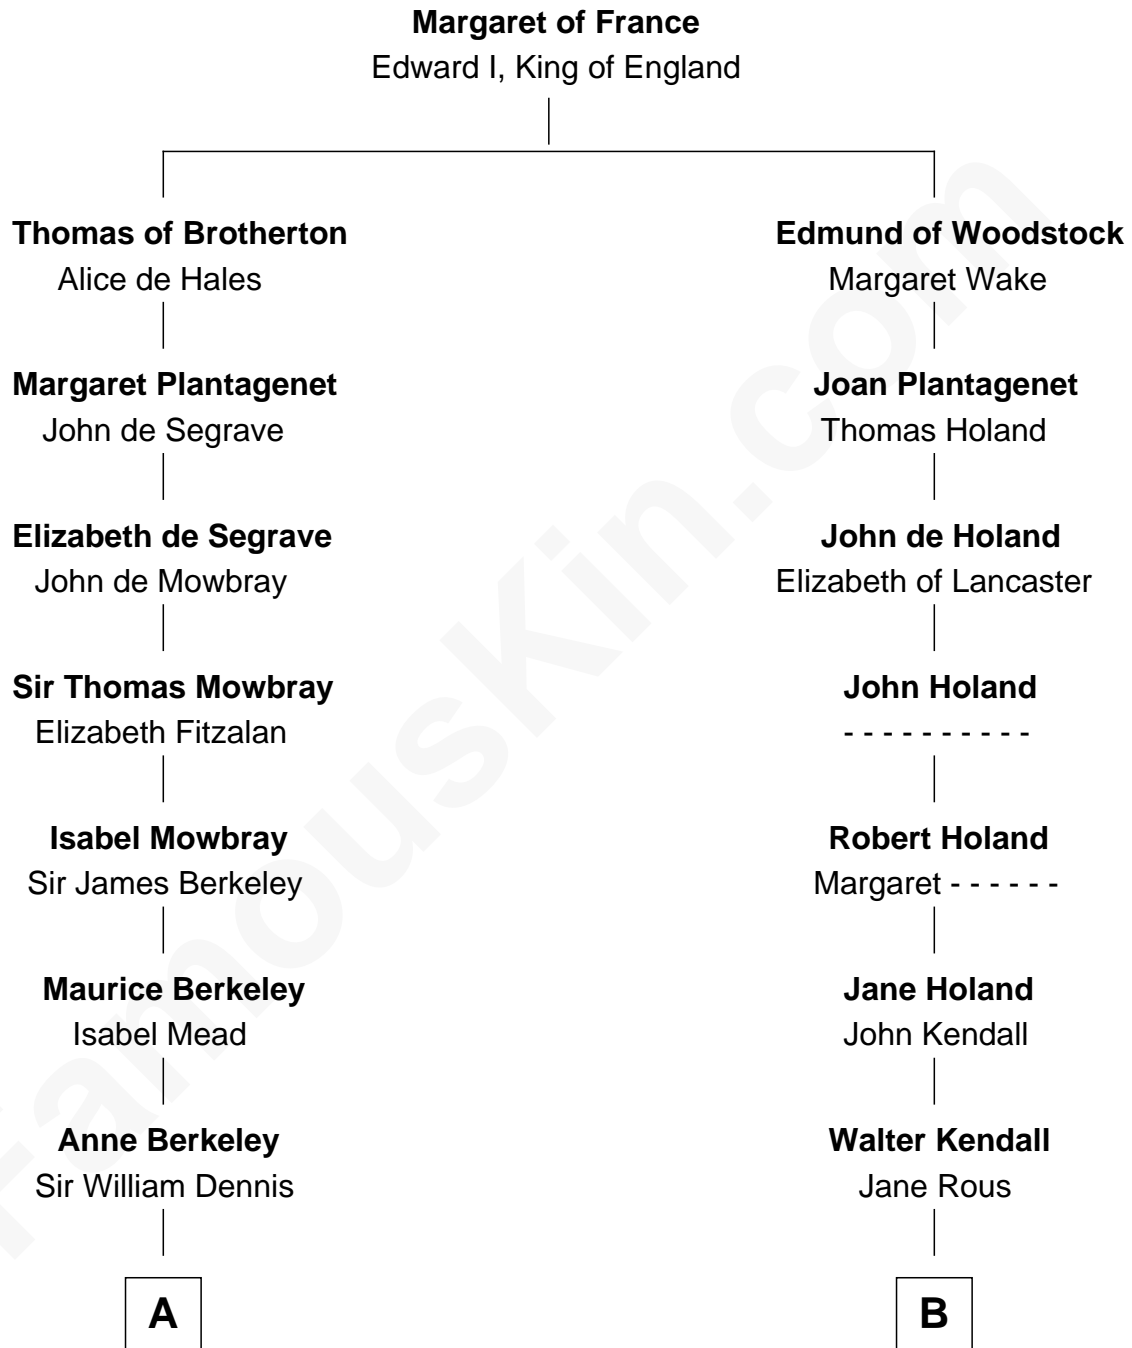 Margaret of France
Edward I, King of England
Thomas of Brotherton
Alice de Hales
Edmund of Woodstock
Margaret Wake
Margaret Plantagenet
John de Segrave
Joan Plantagenet
Thomas Holand
Elizabeth de Segrave
John de Mowbray
John de Holand
Elizabeth of Lancaster
Sir Thomas Mowbray
Elizabeth Fitzalan
John Holand
- - - - - - - - - -
Isabel Mowbray
Sir James Berkeley
Robert Holand
Margaret - - - - - -
Maurice Berkeley
Isabel Mead
Jane Holand
John Kendall
Anne Berkeley
Sir William Dennis
Walter Kendall
Jane Rous
A
B
FamousKin.com